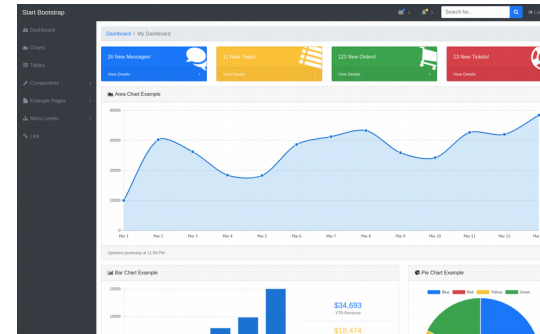 Start Bootstrap
Search for...
Dashboard
Charts
Tables
Components
Example Pages
Menu Levels
Link
Dashboard / My Dashboard
26 New Messages!
11 New Tasks!
123 New Orders!
13 New Tickets!
View Details
View Details
View Details
View Details
Area Chart Example
40000
30000
20000
10000
0
Mar 1 Mar 2 Mar 3 Mar 4 Mar 5 Mar 6 Mar 7 Mar 8 Mar 9 Mar 10 Mar 11 Mar 12 Mar
Updated yesterday at 11:59 PM
Bar Chart Example
15000
10000
$34,693
YTD Revenue
$18,474
Pie Chart Example
Blue Red Yellow Green